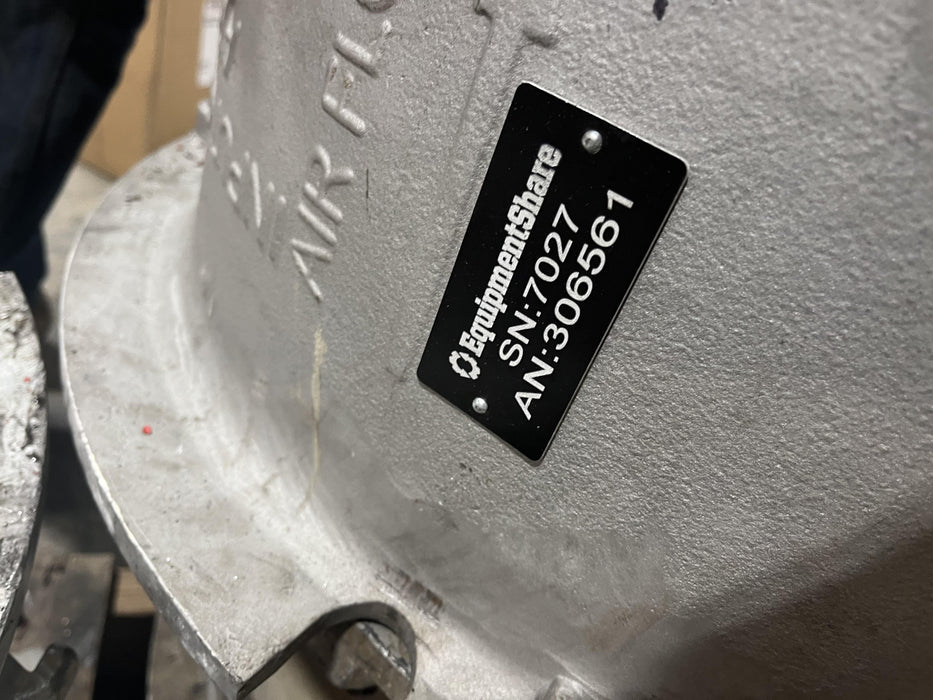 EquipmentShare
SN:7027
AN:306561
AIR FL